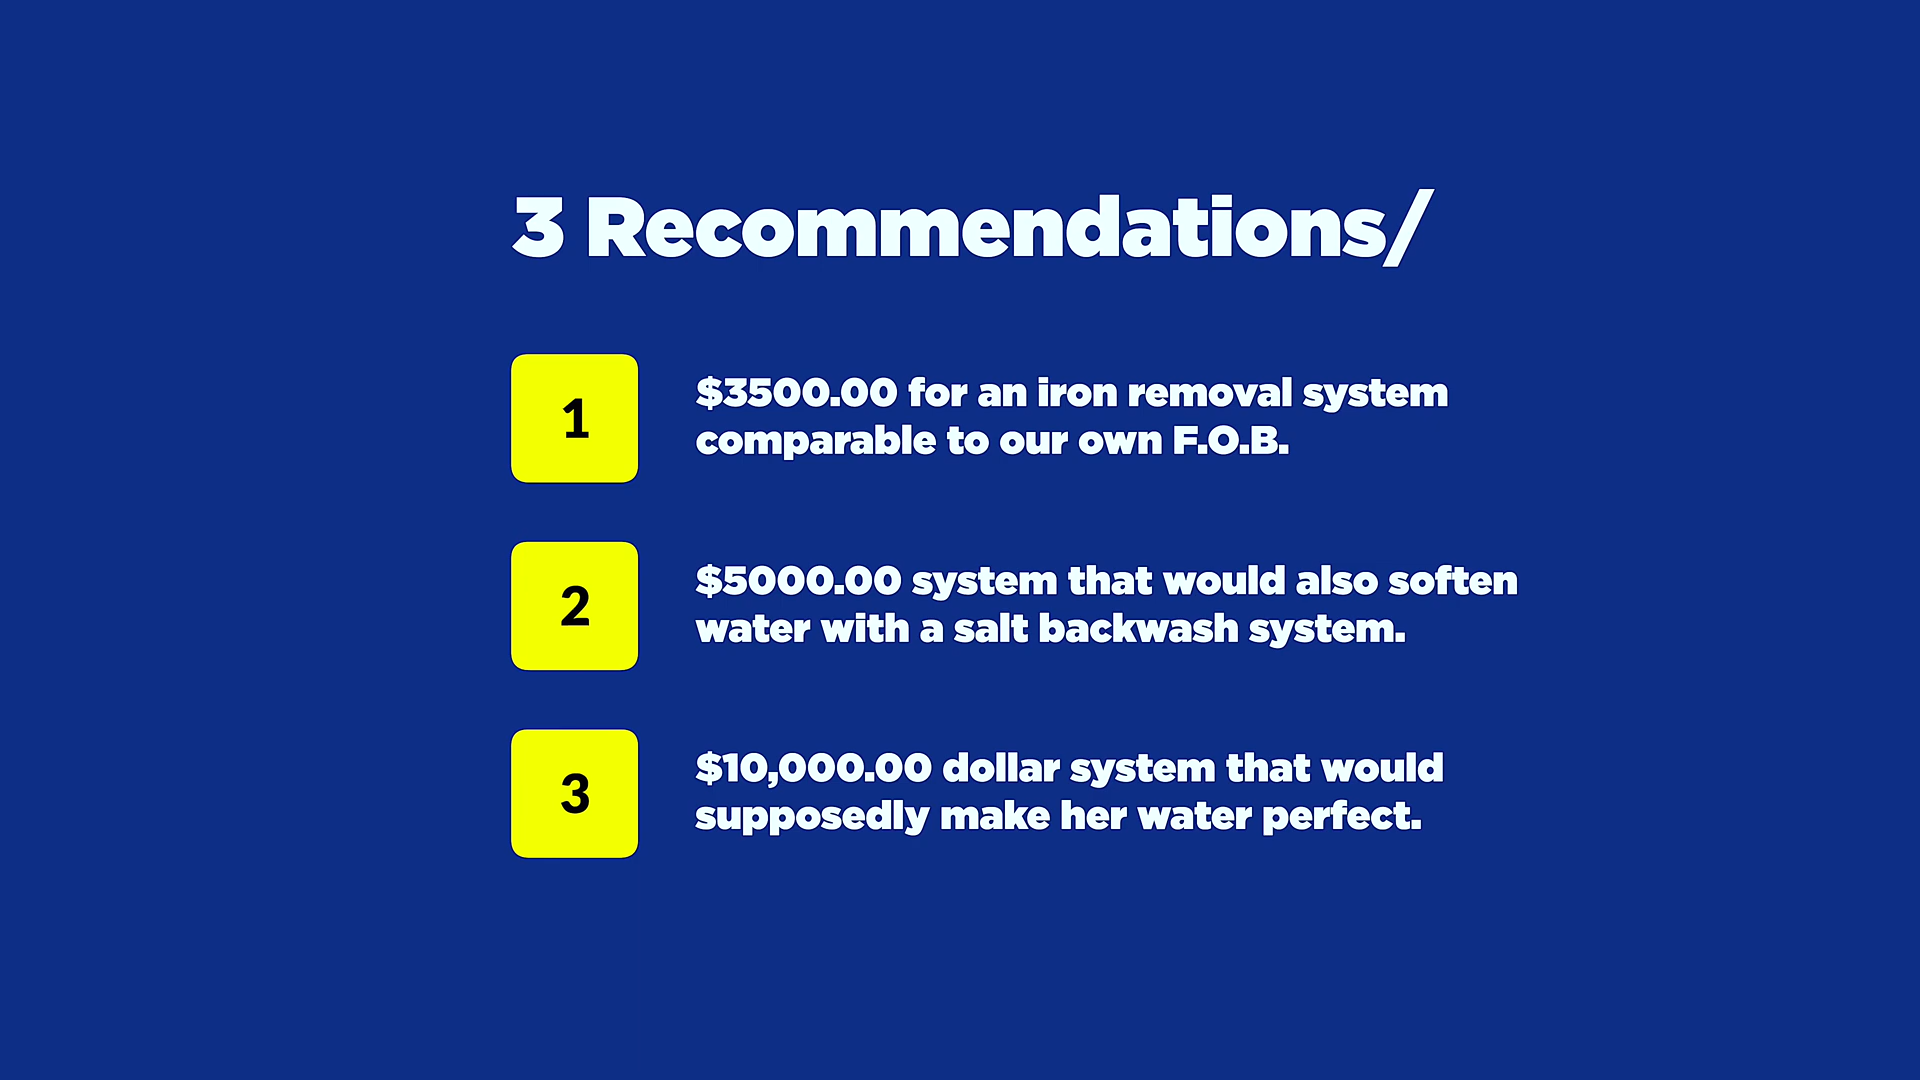 3 Recommendations/
1
$3500.00 for an iron removal system
comparable to our own F.O.B.
2
$5000.00 system that would also soften
water with a salt backwash system.
3
$10,000.00 dollar system that would
supposedly make her water perfect.